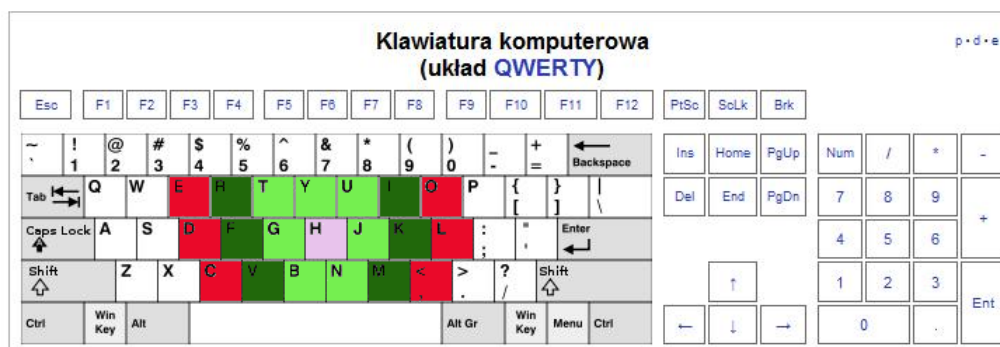 Klawiatura komputerowa
(układ QWERTY)
p · d · e
Esc F1 F2 F3 F4 F5 F6 F7 F8 F9 F10 F11 F12 PtSc ScLk Brk
~ ! @ # $ % ^ & * ( ) _ +
` 1 2 3 4 5 6 7 8 9 0 - = Backspace Ins Home PgUp Num / * -
Tab Q W E R T Y U I O P { } |
[ ] \ Del End PgDn 7 8 9 +
Caps Lock A S D F G H J K L : " Enter
; ' 4 5 6
Shift Z X C V B N M < > ? Shift
, . / ↑ 1 2 3 Ent
Ctrl Win Key Alt Alt Gr Win Key Menu Ctrl ← ↓ → 0 .